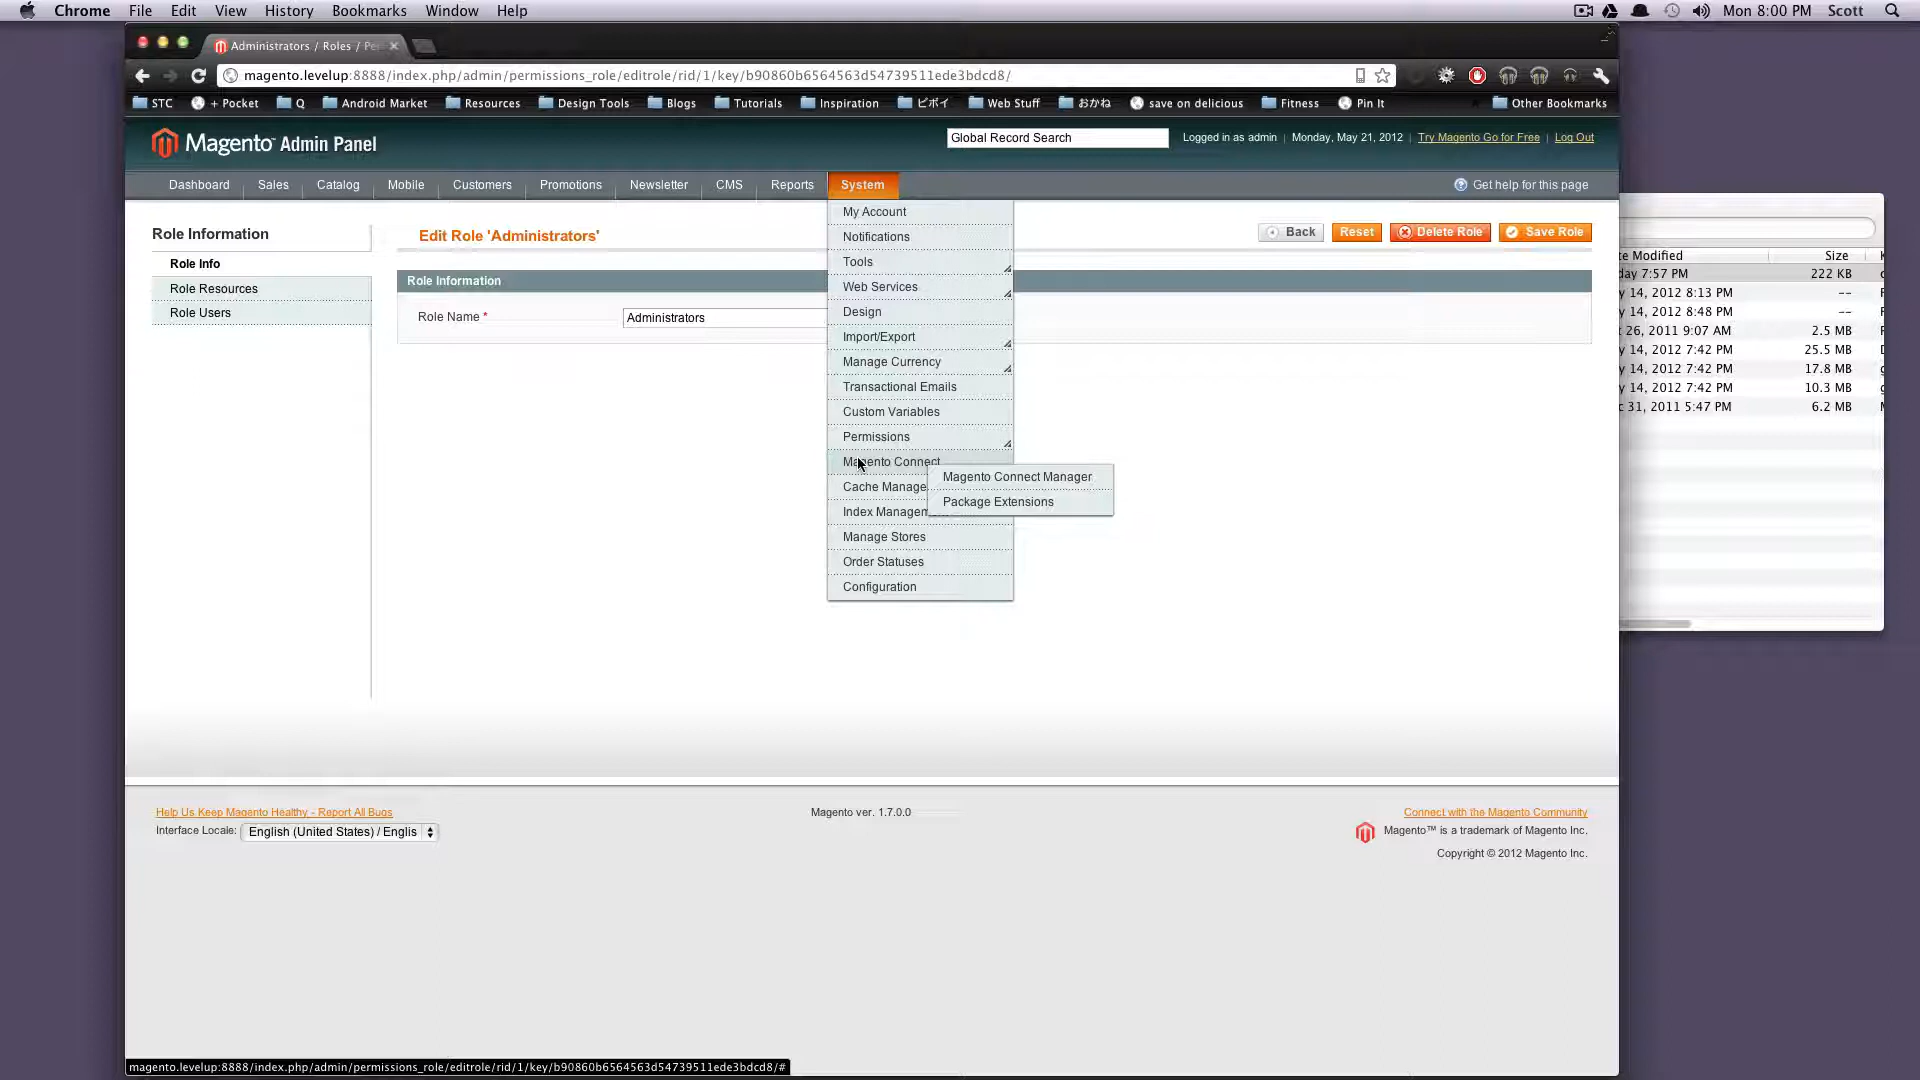 Chrome File Edit View History Bookmarks Window Help Mon 8:00 PM Scott
Administrators / Roles / Pe
magento.levelup:8888/index.php/admin/permissions_role/editrole/rid/1/key/b90860b6564563d54739511ede3bdcd8/
STC + Pocket Q Android Market Resources Design Tools Blogs Tutorials Inspiration ビボイ Web Stuff おかね save on delicious Fitness Pin It Other Bookmarks
Magento™ Admin Panel
Global Record Search
Logged in as admin | Monday, May 21, 2012 | Try Magento Go for Free | Log Out
Dashboard Sales Catalog Mobile Customers Promotions Newsletter CMS Reports System
Get help for this page
Role Information
Role Info
Role Resources
Role Users
Edit Role 'Administrators'
Back Reset Delete Role Save Role
Role Information
Role Name *
Administrators
My Account
Notifications
Tools
Web Services
Design
Import/Export
Manage Currency
Transactional Emails
Custom Variables
Permissions
Magento Connect
Cache Manage
Index Managem
Manage Stores
Order Statuses
Configuration
Magento Connect Manager
Package Extensions
te Modified Size
day 7:57 PM 222 KB
y 14, 2012 8:13 PM --
y 14, 2012 8:48 PM --
t 26, 2011 9:07 AM 2.5 MB
y 14, 2012 7:42 PM 25.5 MB
y 14, 2012 7:42 PM 17.8 MB
y 14, 2012 7:42 PM 10.3 MB
c 31, 2011 5:47 PM 6.2 MB
Help Us Keep Magento Healthy - Report All Bugs
Interface Locale: English (United States) / Englis
Magento ver. 1.7.0.0
Connect with the Magento Community
Magento™ is a trademark of Magento Inc.
Copyright © 2012 Magento Inc.
magento.levelup:8888/index.php/admin/permissions_role/editrole/rid/1/key/b90860b6564563d54739511ede3bdcd8/#